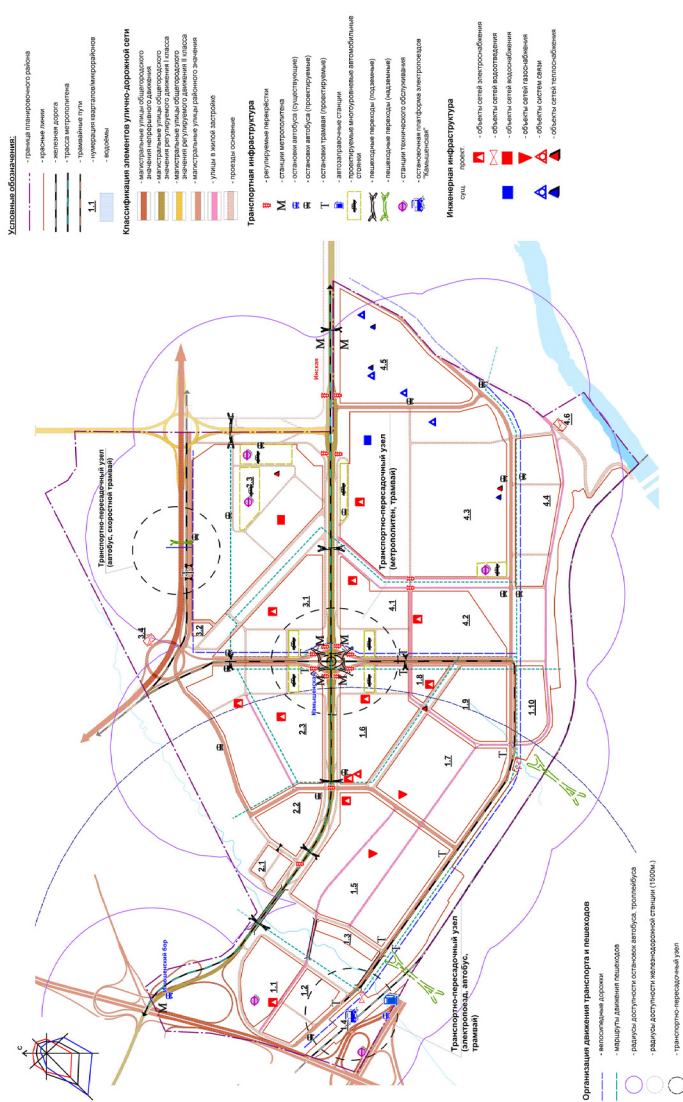 Условные обозначения:
- граница планировочного района
- красные линии
- железная дорога
- трасса метрополитена
- трамвайные пути
1.1
- нумерация кварталов/микрорайонов
- водоёмы
Классификация элементов улично-дорожной сети
- магистральные улицы общегородского
значения непрерывного движения
- магистральные улицы общегородского
значения регулируемого движения I класса
- магистральные улицы общегородского
значения регулируемого движения II класса
- магистральные улицы районного значения
- улицы в жилой застройке
- проезды основные
Транспортная инфраструктура
- регулируемые перекрёстки
М - станции метрополитена
- остановки автобуса (существующие)
- остановки автобуса (проектируемые)
Т - остановки трамвая (проектируемые)
- автозаправочные станции
- проектируемые многоуровневые автомобильные
стоянки
- пешеходные переходы (подземные)
- пешеходные переходы (надземные)
- станции технического обслуживания
- остановочная платформа электропоездов
"Камышенская"
Инженерная инфраструктура
сущ. проект.
- объекты сетей электроснабжения
- объекты сетей водоотведения
- объекты сетей водоснабжения
- объекты сетей газоснабжения
- объекты систем связи
- объекты сетей теплоснабжения
С
Транспортно-пересадочный узел
(автобус, скоростной трамвай)
Транспортно-пересадочный узел
(метрополитен, трамвай)
Транспортно-пересадочный узел
(электропоезд, автобус,
трамвай)
Инская
1.1
1.2
1.3
1.4
1.5
1.6
1.7
1.8
1.9
1.10
2.1
2.2
2.3
3.1
3.2
3.4
4.1
4.2
4.3
4.4
4.5
4.6
Организация движения транспорта и пешеходов
- велосипедные дорожки
- маршруты движения пешеходов
- радиусы доступности остановок автобуса, троллейбуса
- радиусы доступности железнодорожной станции (1500м.)
- транспортно-пересадочный узел